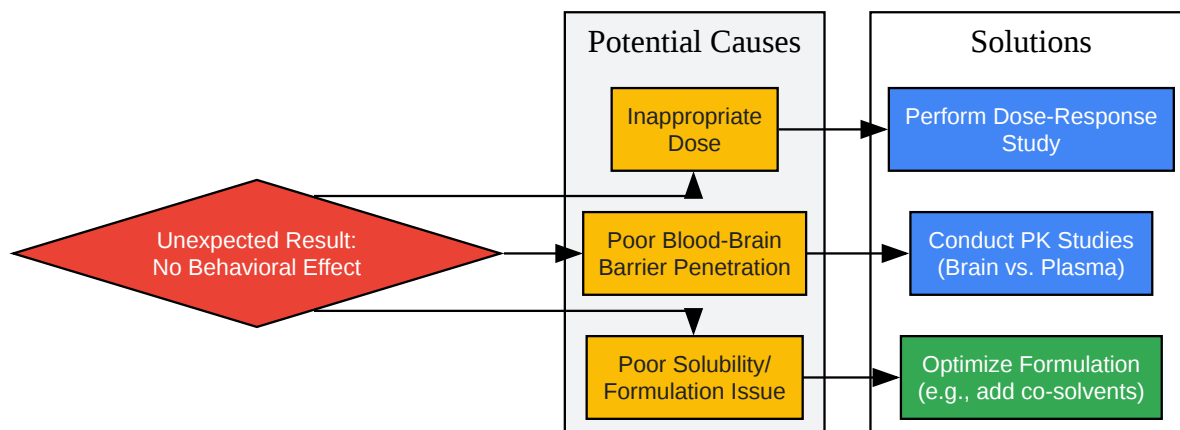 Potential Causes
Solutions
Inappropriate
Dose
Perform Dose-Response
Study
Unexpected Result:
No Behavioral Effect
Poor Blood-Brain
Barrier Penetration
Conduct PK Studies
(Brain vs. Plasma)
Poor Solubility/
Formulation Issue
Optimize Formulation
(e.g., add co-solvents)